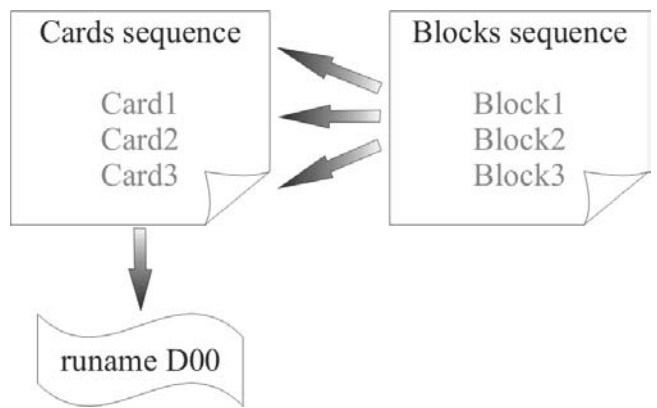 Cards sequence
Card1
Card2
Card3
Blocks sequence
Block1
Block2
Block3
runame D00